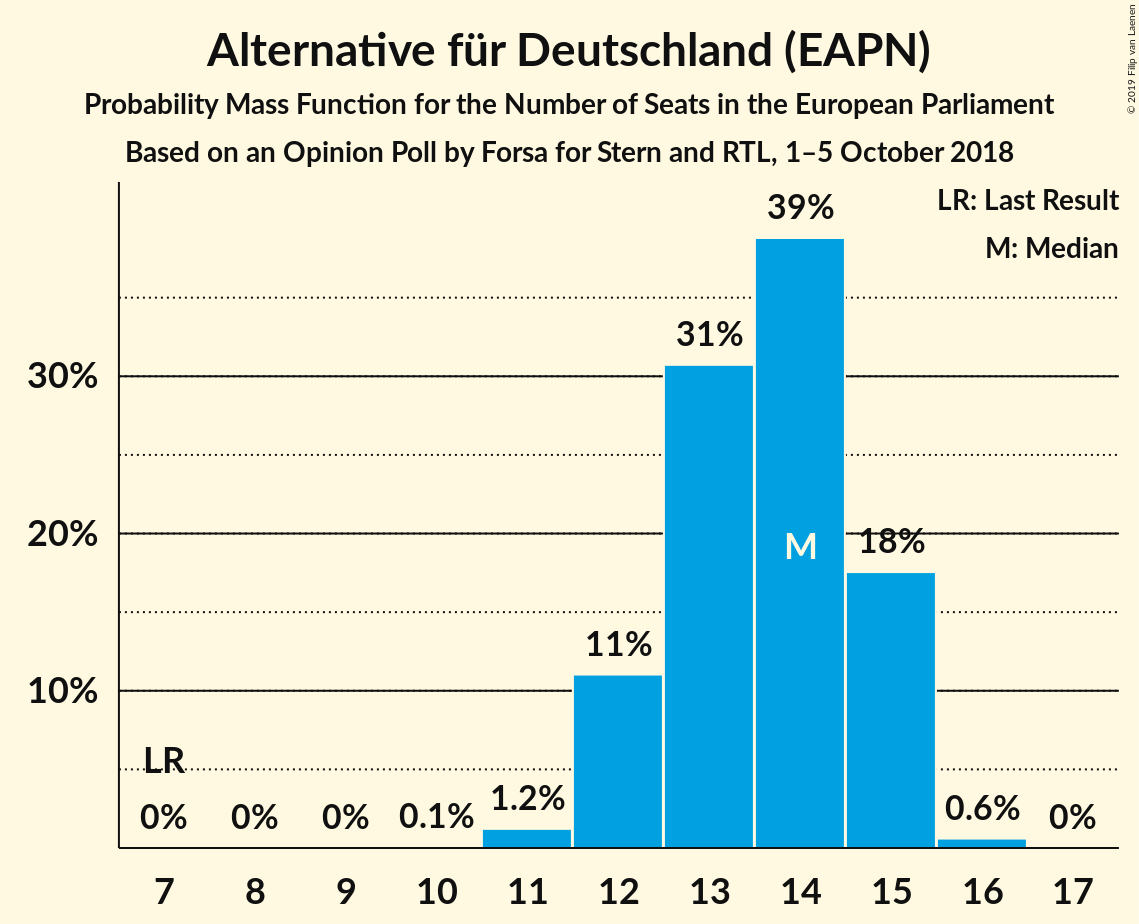 Alternative für Deutschland (EAPN)
Probability Mass Function for the Number of Seats in the European Parliament
Based on an Opinion Poll by Forsa for Stern and RTL, 1–5 October 2018
© 2019 Filip van Laenen
LR: Last Result
M: Median
39%
31%
30%
20%
18%
M
11%
10%
LR
0%
0%
0%
0.1%
1.2%
0.6%
0%
7 8 9 10 11 12 13 14 15 16 17